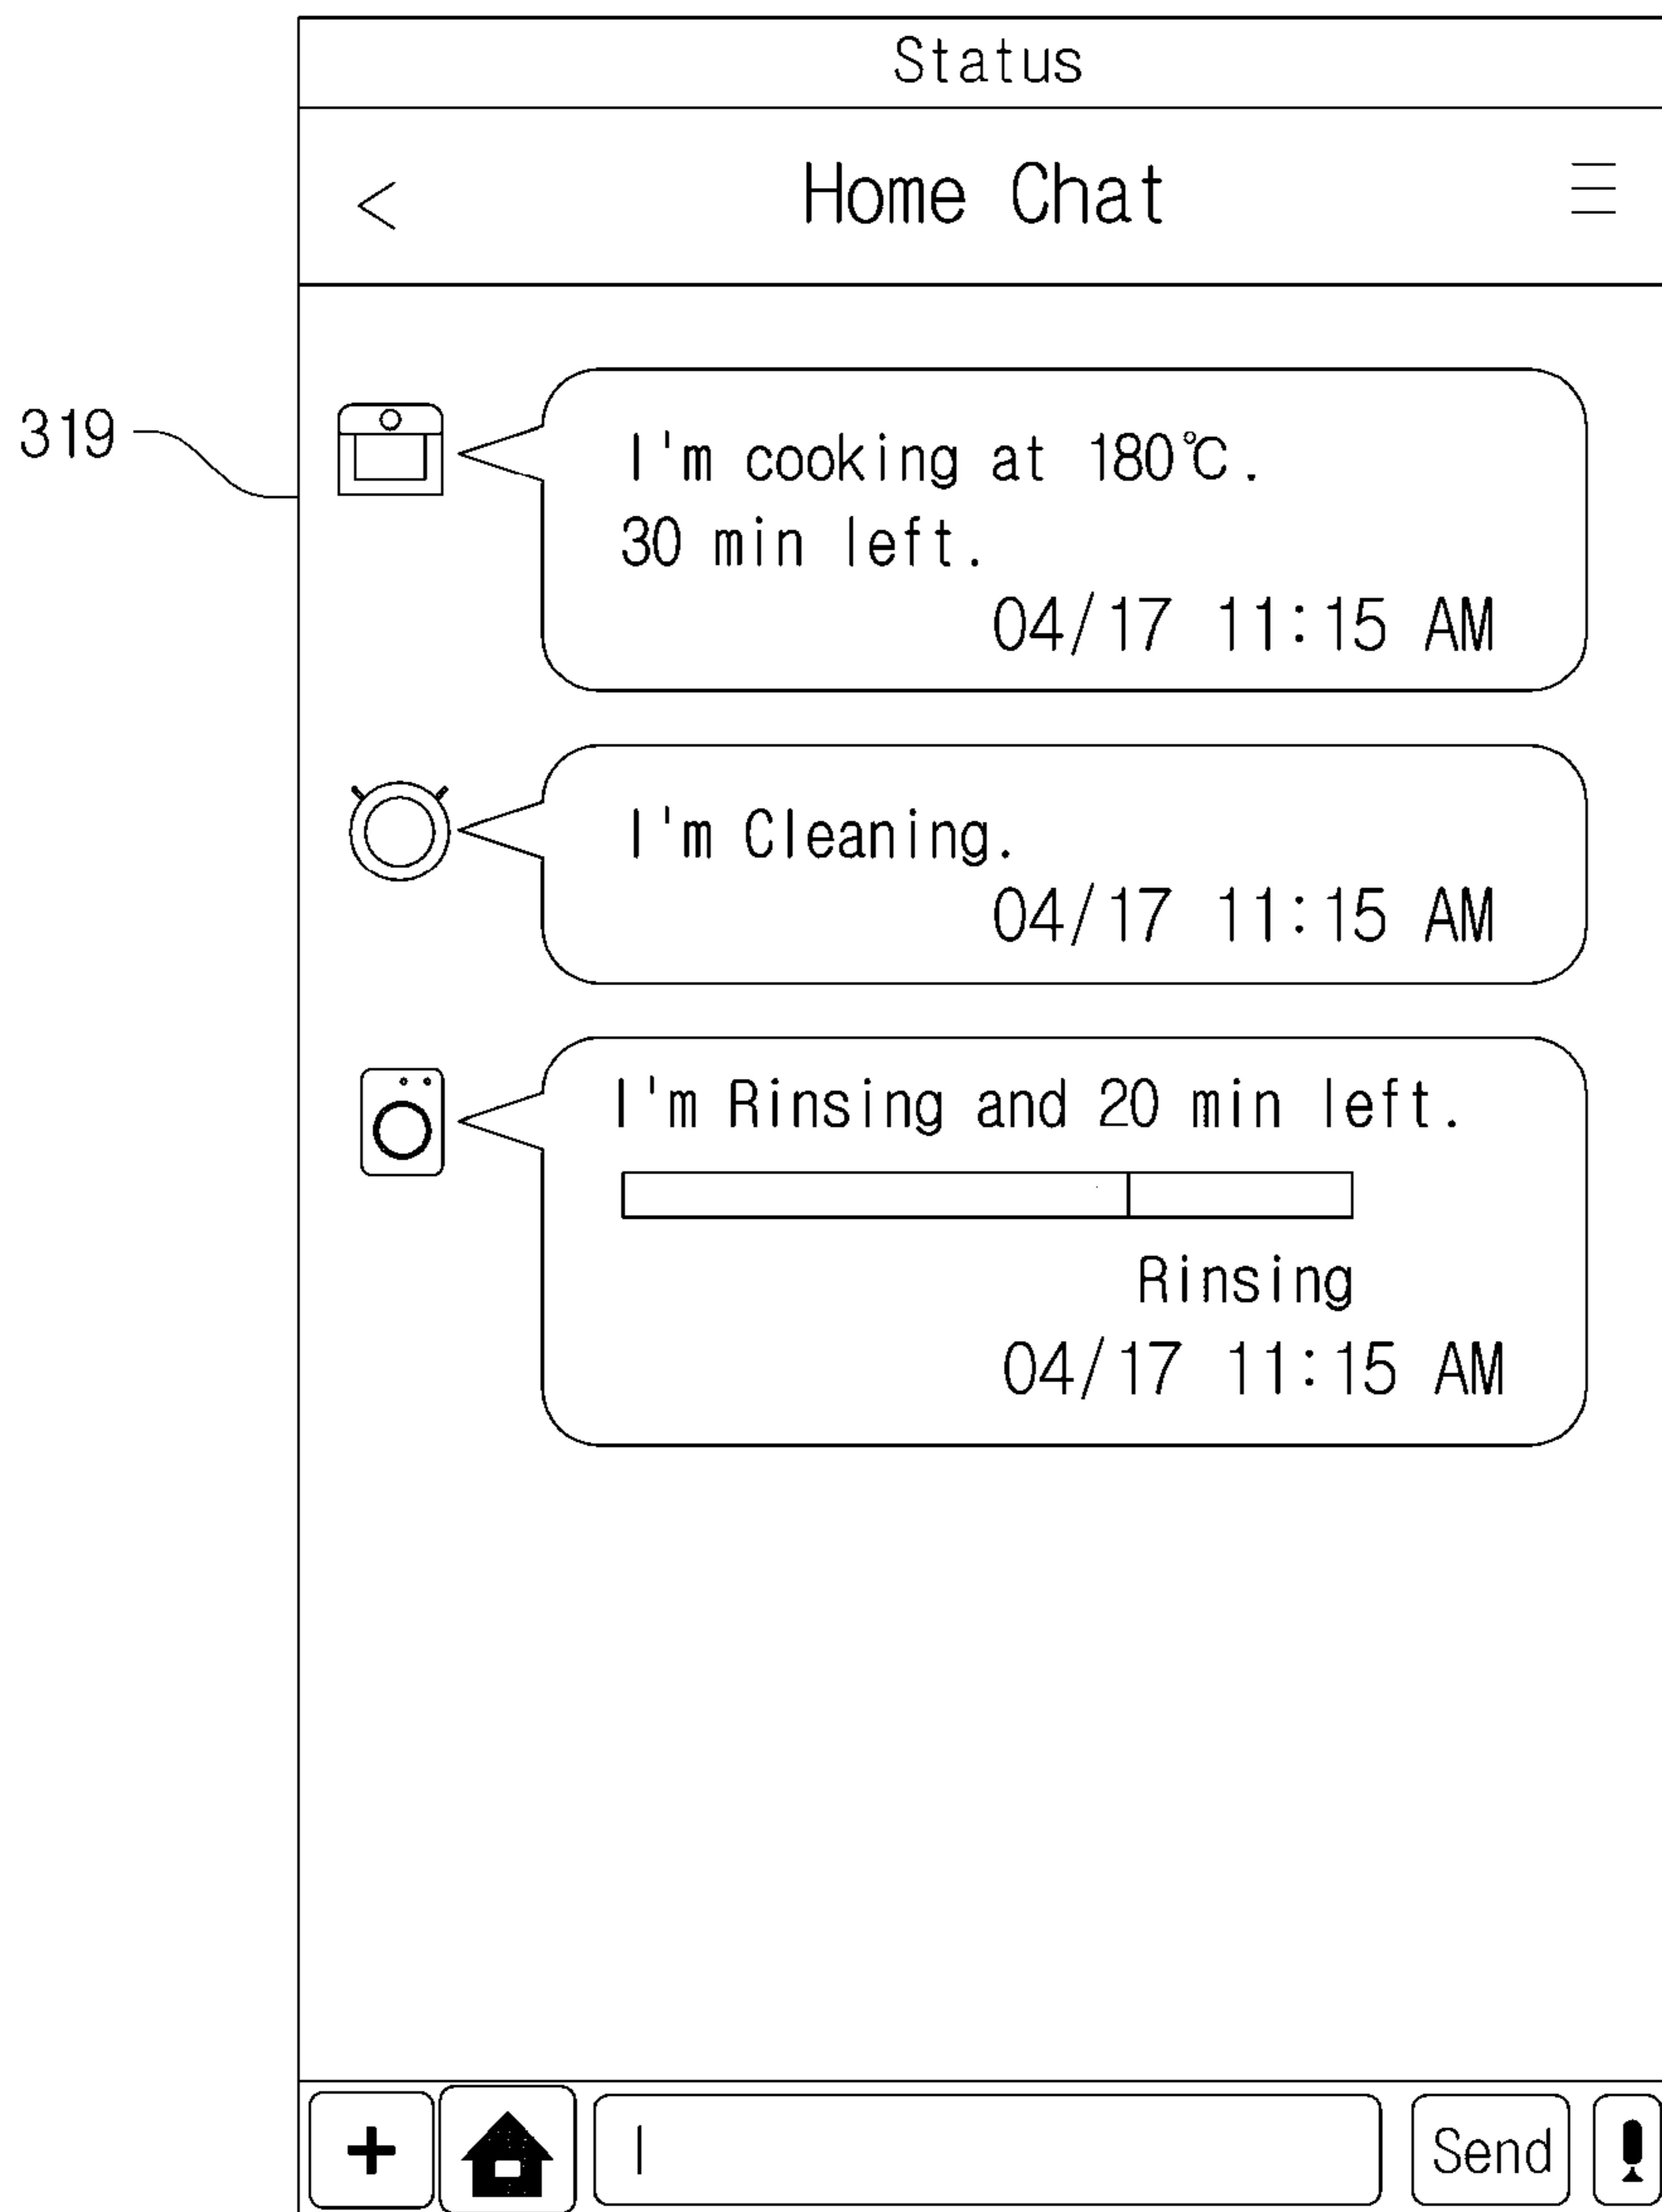 Status
< Home Chat
319
I'm cooking at 180℃.
30 min left.
04/17 11:15 AM
I'm Cleaning.
04/17 11:15 AM
I'm Rinsing and 20 min left.
Rinsing
04/17 11:15 AM
+ Send